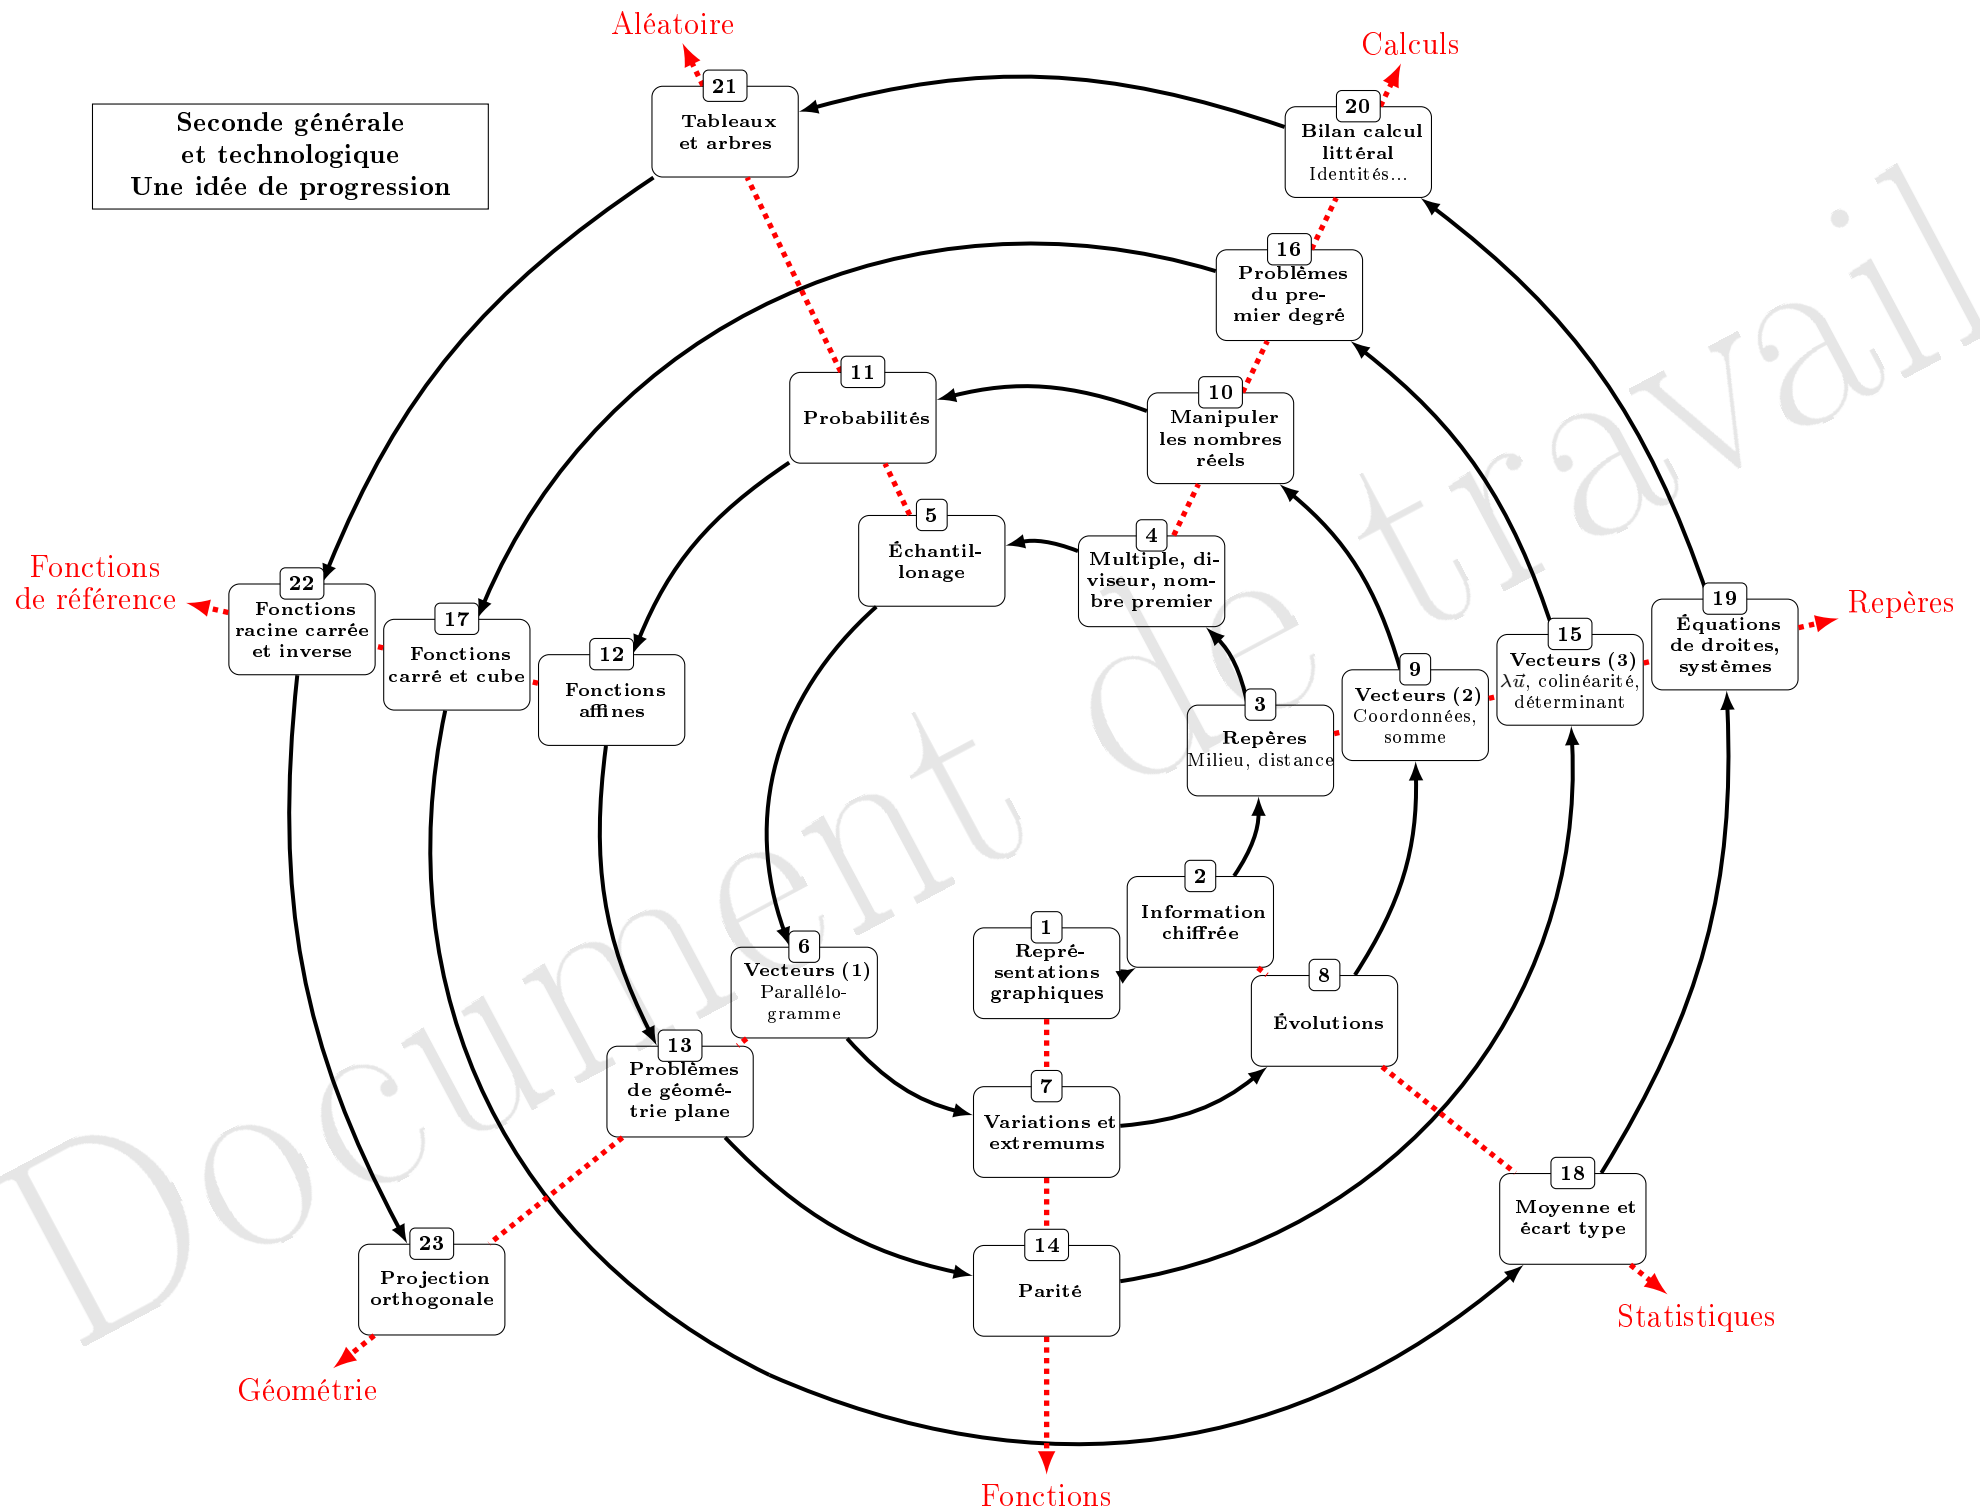 Aléatoire
Calculs
Seconde générale
et technologique
Une idée de progression
21
Tableaux
et arbres
20
Bilan calcul
littéral
Identités...
16
Problèmes
du pre-
mier degré
11
Probabilités
10
Manipuler
les nombres
réels
5
Échantil-
lonage
4
Multiple, di-
viseur, nom-
bre premier
Fonctions
de référence
22
Fonctions
racine carrée
et inverse
17
Fonctions
carré et cube
12
Fonctions
affines
3
Repères
Milieu, distance
9
Vecteurs (2)
Coordonnées,
somme
15
Vecteurs (3)
λu⃗, colinéarité,
déterminant
19
Équations
de droites,
systèmes
Repères
2
Information
chiffrée
1
Repré-
sentations
graphiques
6
Vecteurs (1)
Parallélo-
gramme
8
Évolutions
13
Problèmes
de géomé-
trie plane
7
Variations et
extremums
18
Moyenne et
écart type
14
Parité
23
Projection
orthogonale
Statistiques
Géométrie
Fonctions
Document de travail